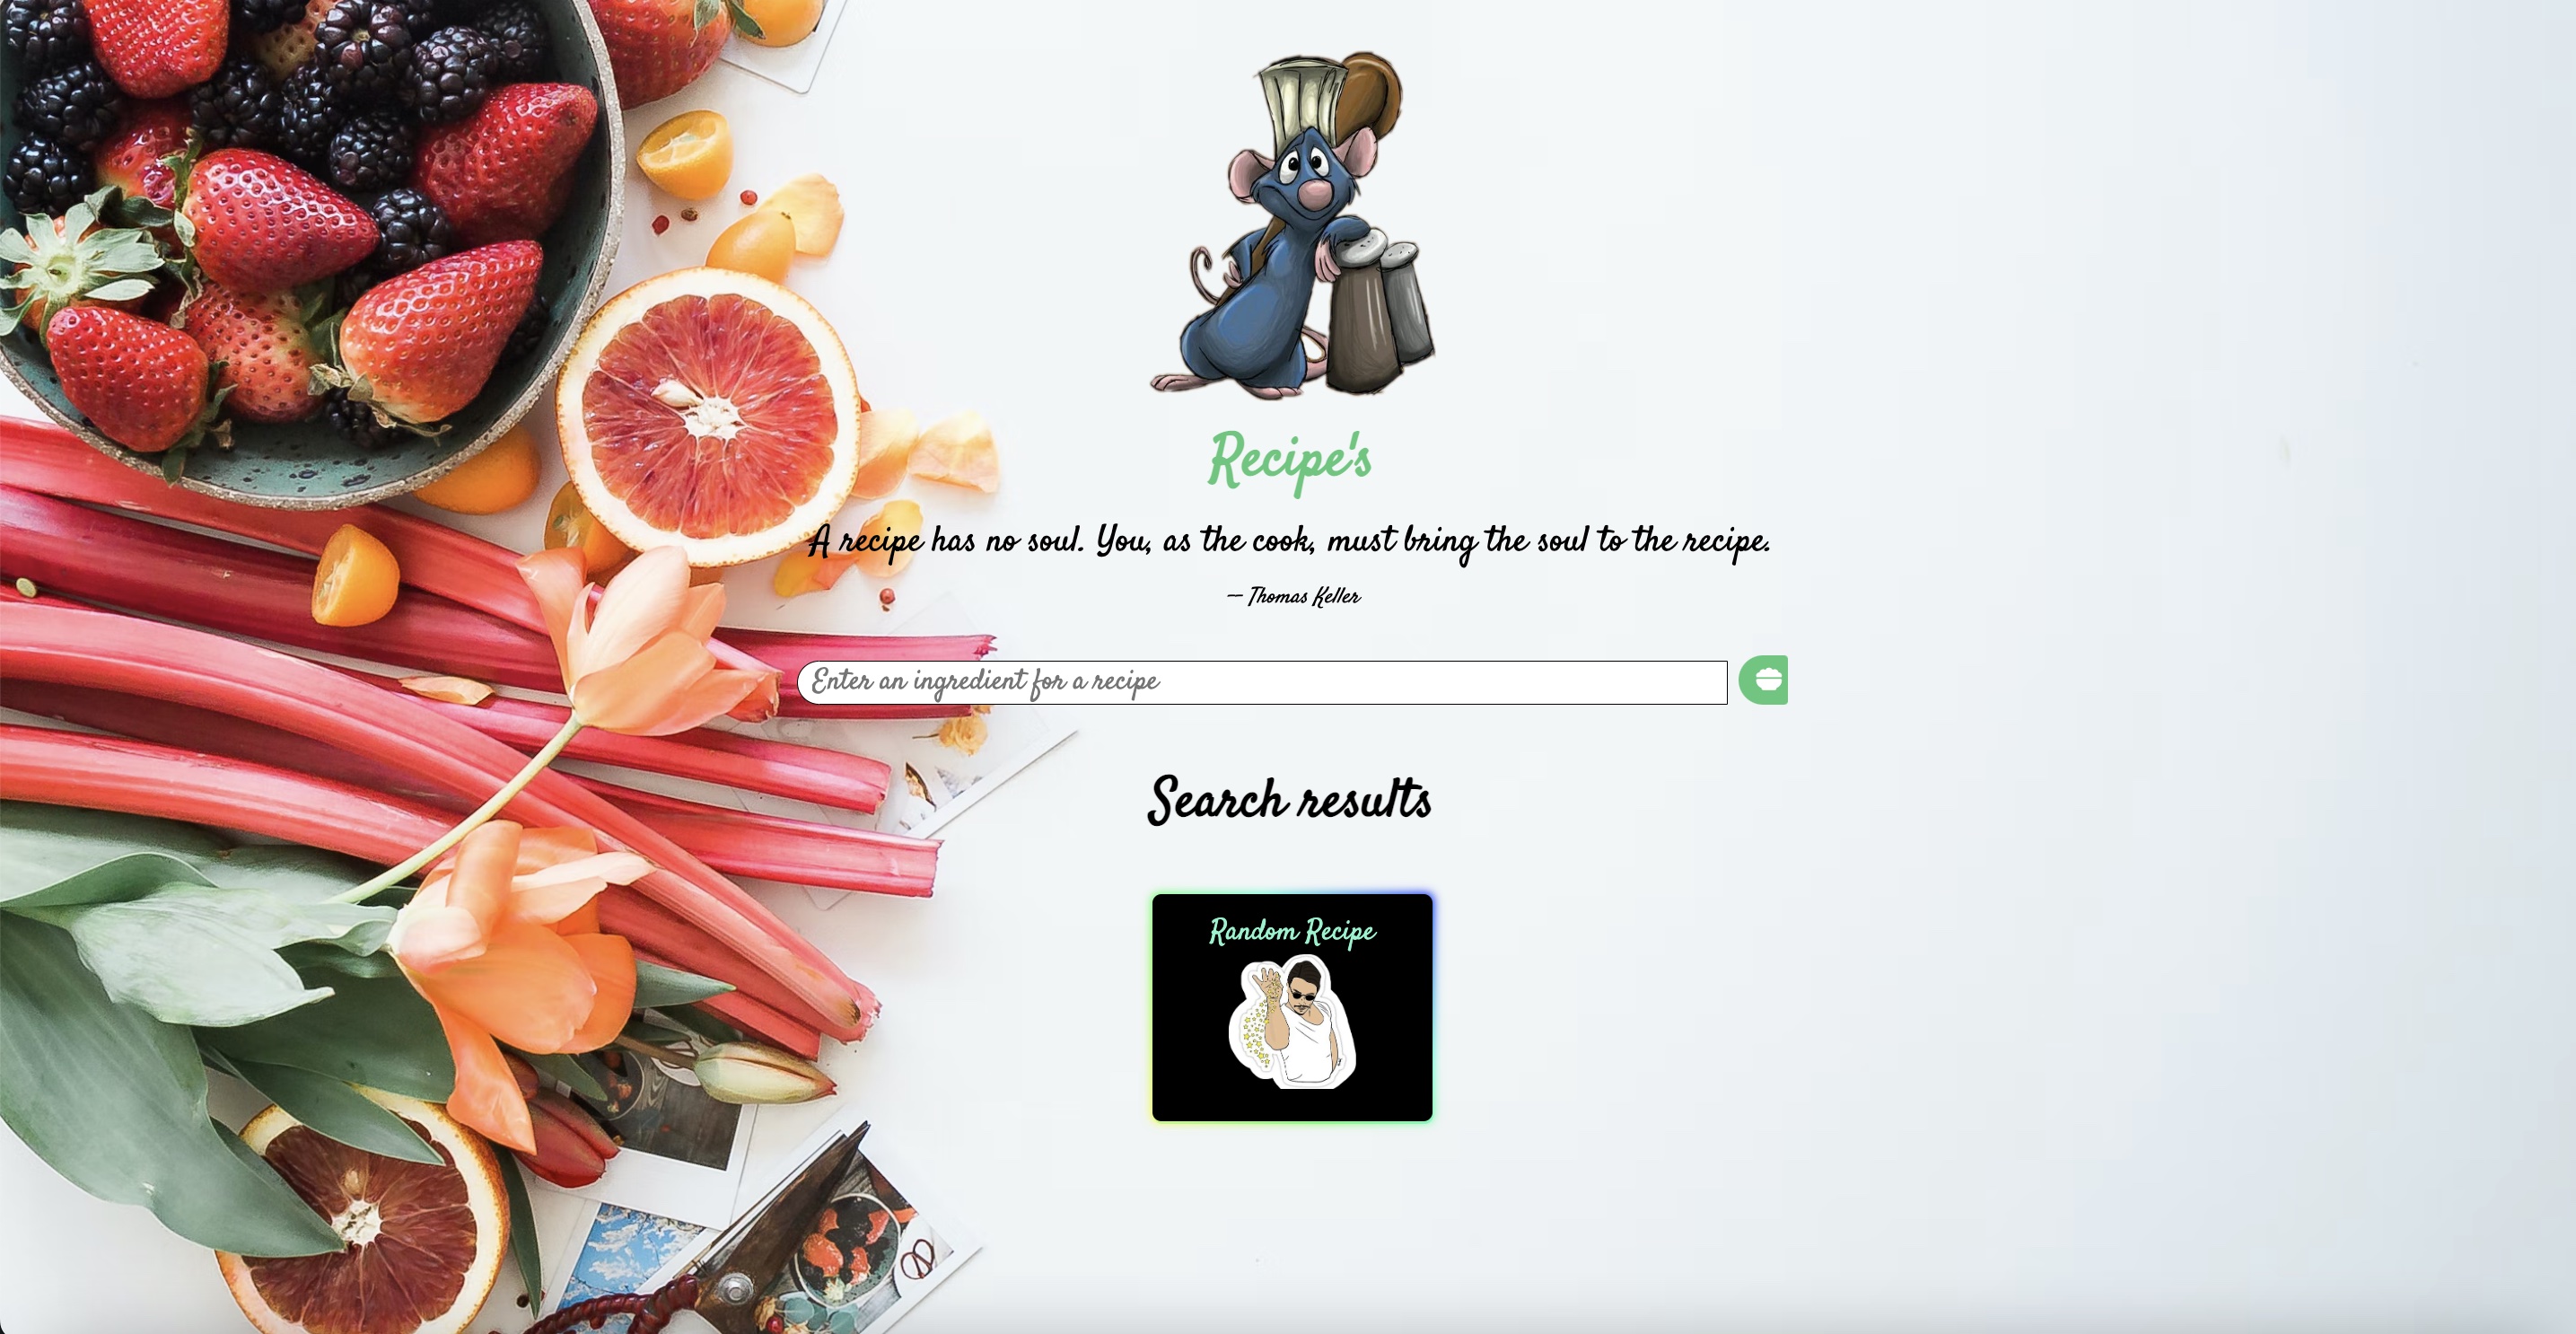 Recipe's
A recipe has no soul. You, as the cook, must bring the soul to the recipe.
— Thomas Keller
Enter an ingredient for a recipe
Search results
Random Recipe